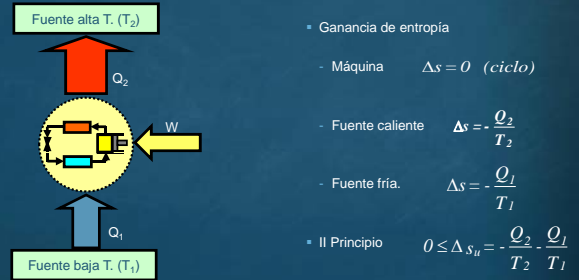 Fuente alta T. (T₂)
Q₂
W
Q₁
Fuente baja T. (T₁)
▪ Ganancia de entropía
- Máquina Δs = 0 (ciclo)
- Fuente caliente Δs = - Q₂/T₂
- Fuente fría. Δs = - Q₁/T₁
▪ II Principio 0 ≤ Δ sᵤ = - Q₂/T₂ - Q₁/T₁